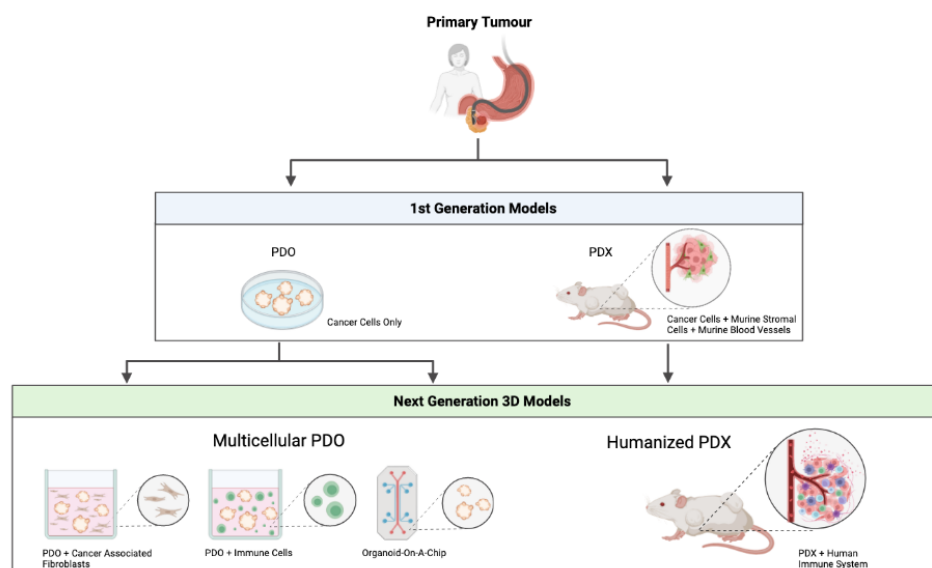 Primary Tumour
1st Generation Models
PDO
PDX
Cancer Cells Only
Cancer Cells + Murine Stromal
Cells + Murine Blood Vessels
Next Generation 3D Models
Multicellular PDO
Humanized PDX
PDO + Cancer Associated
Fibroblasts
PDO + Immune Cells
Organoid-On-A-Chip
PDX + Human
Immune System